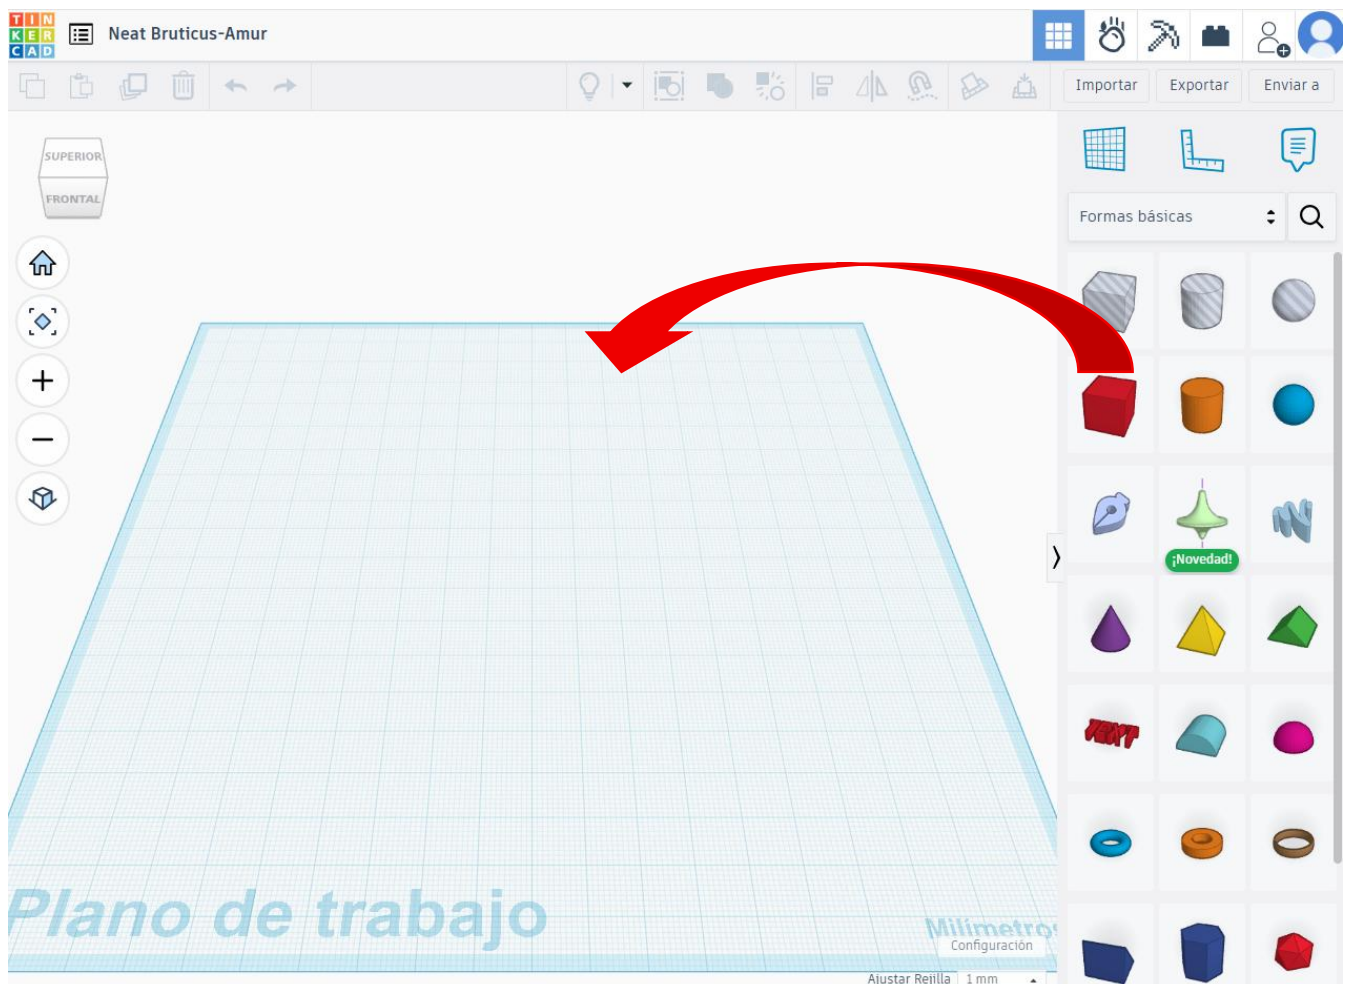 TIN
KER
CAD
Neat Bruticus-Amur
Importar
Exportar
Enviar a
SUPERIOR
FRONTAL
Formas básicas
¡Novedad!
TEXT
Plano de trabajo
Milímetros
Configuración
Ajustar Rejilla 1 mm